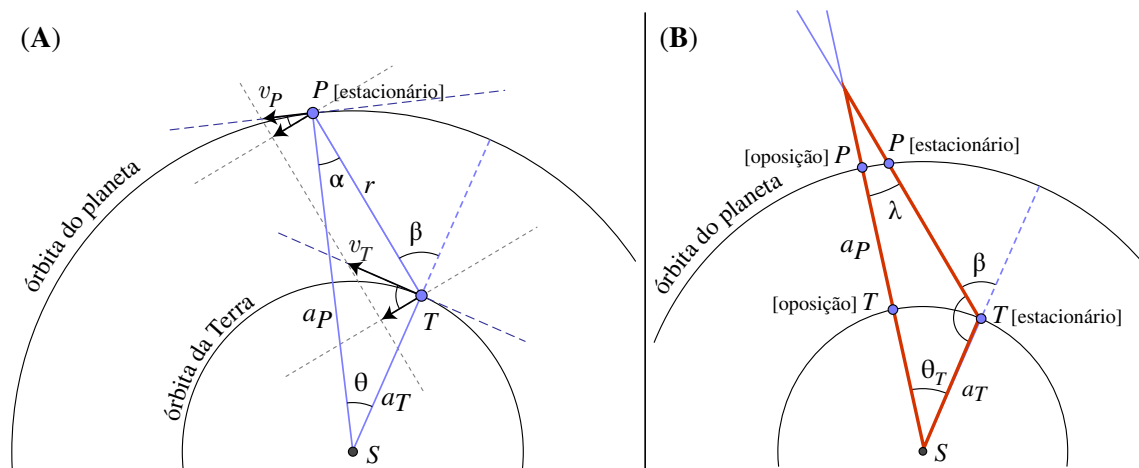 (A)
P [estacionário]
v_P
α
r
órbita do planeta
β
v_T
T
a_P
órbita da Terra
θ
a_T
S
(B)
[oposição] P
P [estacionário]
λ
órbita do planeta
a_P
β
[oposição] T
T [estacionário]
θ_T
a_T
S